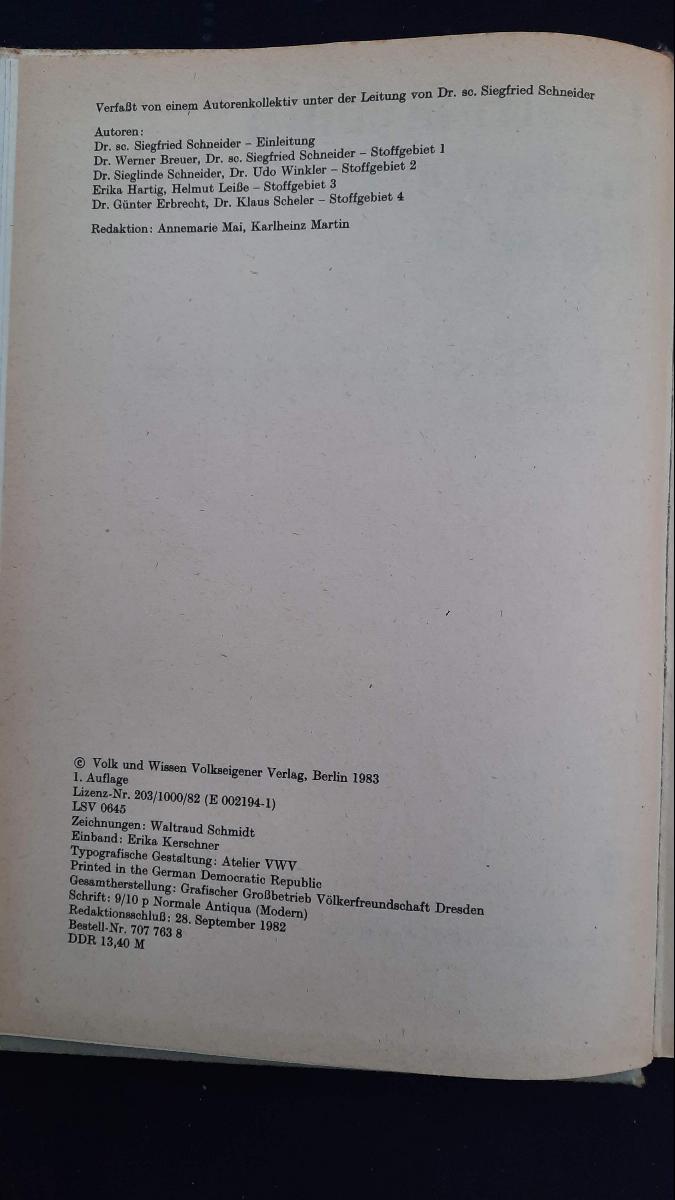 Verfaßt von einem Autorenkollektiv unter der Leitung von Dr. sc. Siegfried Schneider
Autoren:
Dr. sc. Siegfried Schneider – Einleitung
Dr. Werner Breuer, Dr. sc. Siegfried Schneider – Stoffgebiet 1
Dr. Sieglinde Schneider, Dr. Udo Winkler – Stoffgebiet 2
Erika Hartig, Helmut Leiße – Stoffgebiet 3
Dr. Günter Erbrecht, Dr. Klaus Scheler – Stoffgebiet 4
Redaktion: Annemarie Mai, Karlheinz Martin
© Volk und Wissen Volkseigener Verlag, Berlin 1983
1. Auflage
Lizenz-Nr. 203/1000/82 (E 002194-1)
LSV 0645
Zeichnungen: Waltraud Schmidt
Einband: Erika Kerschner
Typografische Gestaltung: Atelier VWV
Printed in the German Democratic Republic
Gesamtherstellung: Grafischer Großbetrieb Völkerfreundschaft Dresden
Schrift: 9/10 p Normale Antiqua (Modern)
Redaktionsschluß: 28. September 1982
Bestell-Nr. 707 763 8
DDR 13,40 M